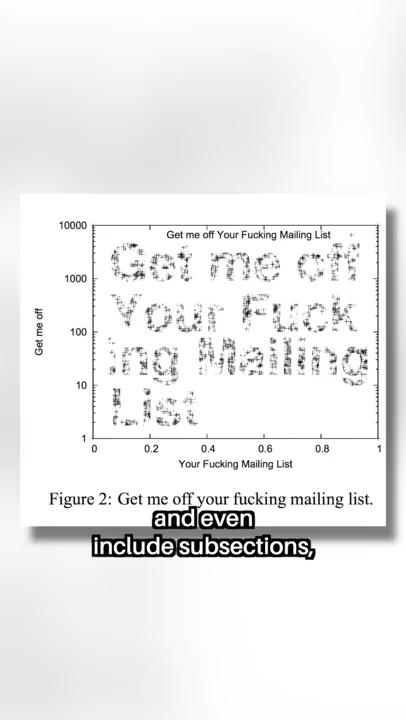 10000
Get me off Your Fucking Mailing List
1000
100
10
1
Get me off
Get me off
Your Fuck
ing Mailing
List
0
0.2
0.4
0.6
0.8
1
Your Fucking Mailing List
Figure 2: Get me off your fucking mailing list.
and even
include subsections,